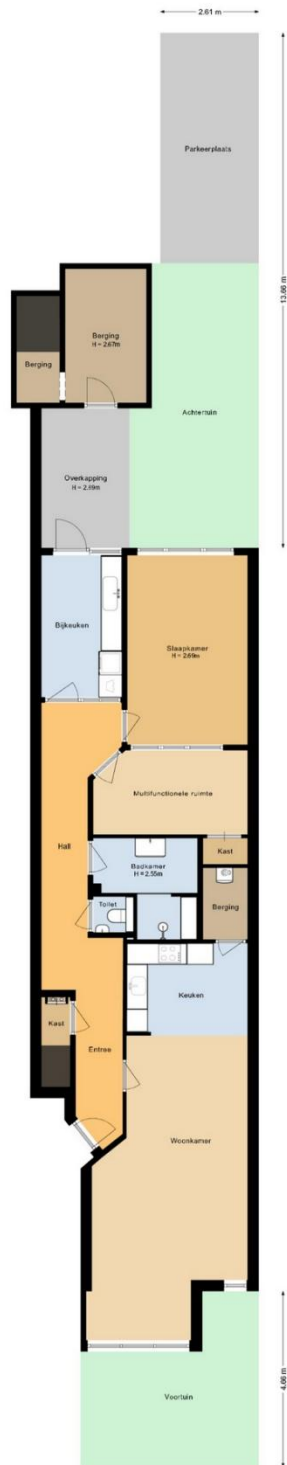 2.61 m
Parkeerplaats
13.66 m
Berging
H = 2.67m
Berging
Achtertuin
Overkapping
H = 2.69m
Bijkeuken
Slaapkamer
H = 2.69m
Multifunctionele ruimte
Hall
Kast
Badkamer
H = 2.55m
Toilet
Berging
Keuken
Kast
Entree
Woonkamer
4.66 m
Voortuin